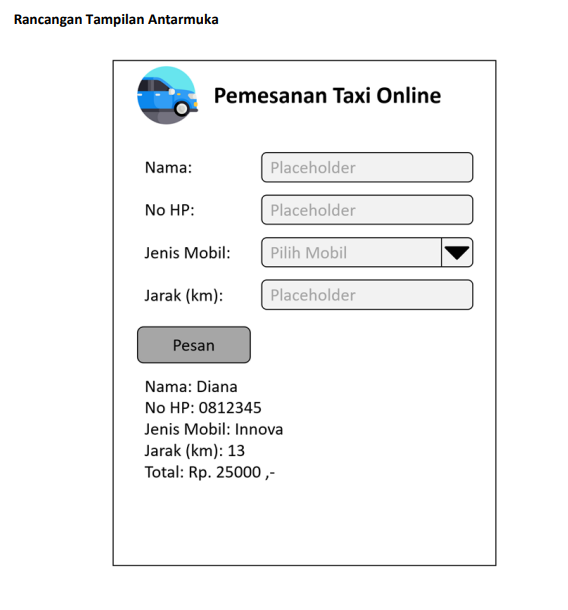 Rancangan Tampilan Antarmuka
Pemesanan Taxi Online
Nama: Placeholder
No HP: Placeholder
Jenis Mobil: Pilih Mobil
Jarak (km): Placeholder
Pesan
Nama: Diana
No HP: 0812345
Jenis Mobil: Innova
Jarak (km): 13
Total: Rp. 25000 ,-